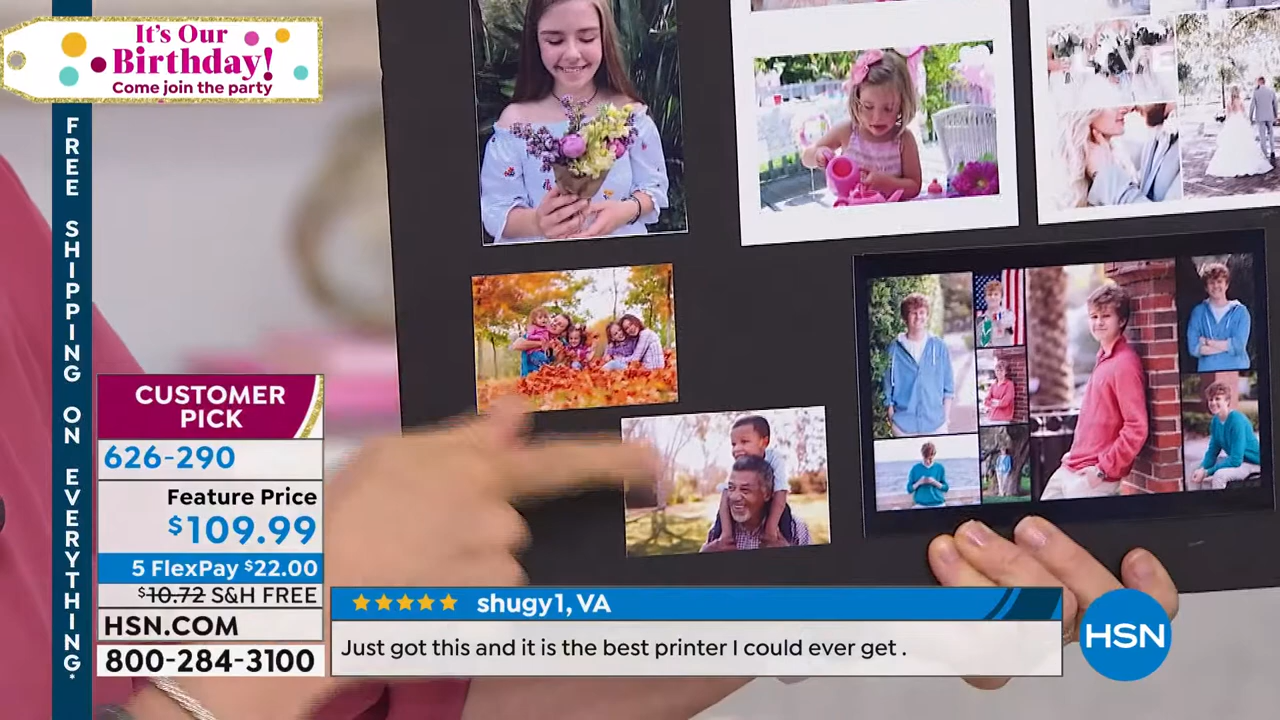 It's Our
Birthday!
Come join the party
FREE SHIPPING ON EVERYTHING.*
LIVE
CUSTOMER
PICK
626-290
Feature Price
$109.99
5 FlexPay $22.00
$10.72 S&H FREE
HSN.COM
800-284-3100
shugy1, VA
Just got this and it is the best printer I could ever get .
HSN